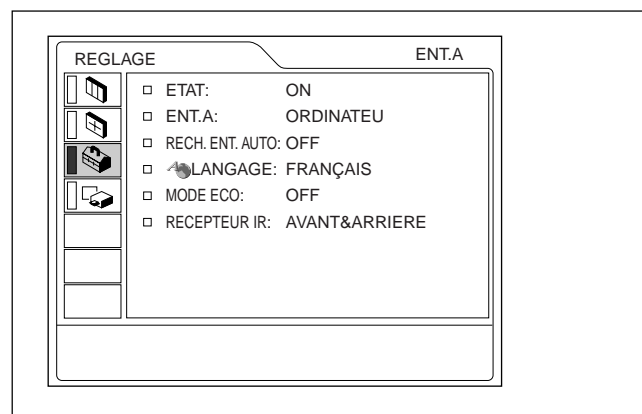 REGLAGE ENT.A
ETAT: ON
ENT.A: ORDINATEU
RECH. ENT. AUTO: OFF
LANGAGE: FRANÇAIS
MODE ECO: OFF
RECEPTEUR IR: AVANT&ARRIERE